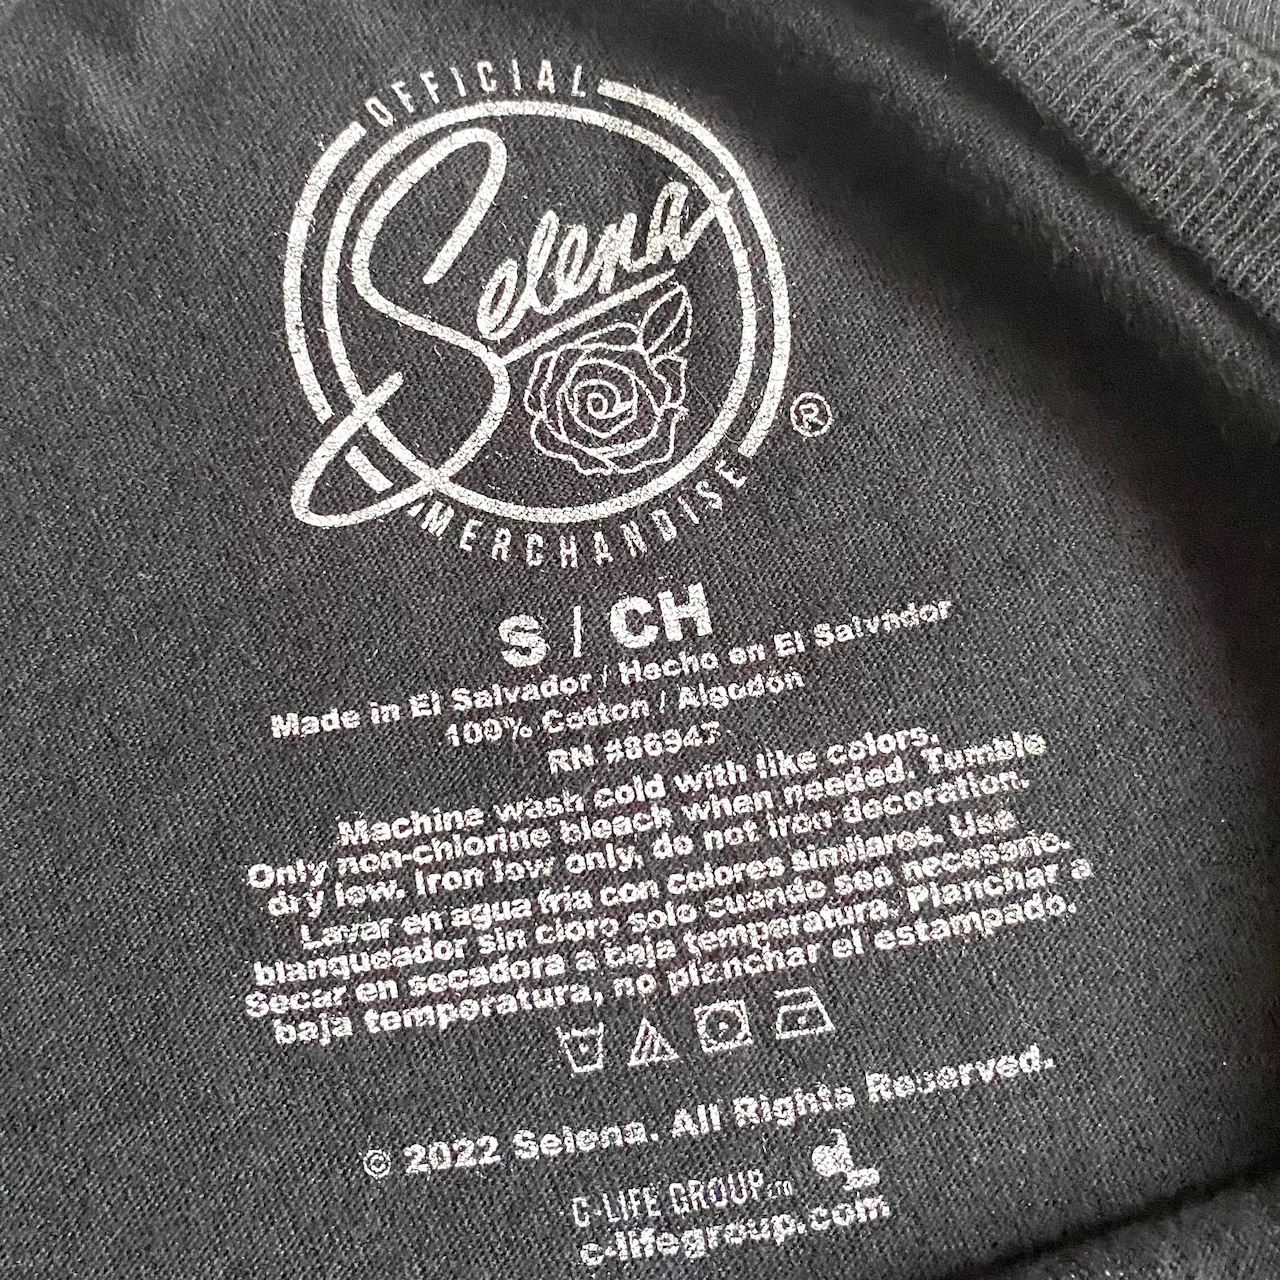 OFFICIAL
Selena
®
MERCHANDISE
S / CH
Made in El Salvador / Hecho en El Salvador
100% Cotton / Algodón
RN #86947
Machine wash cold with like colors.
Only non-chlorine bleach when needed. Tumble
dry low. Iron low only, do not iron decoration.
Lavar en agua fria con colores similares. Use
blanqueador sin cloro solo cuando sea necesario.
Secar en secadora a baja temperatura. Planchar a
baja temperatura, no planchar el estampado.
© 2022 Selena. All Rights Reserved.
C-LIFE GROUP LTD
c-lifegroup.com